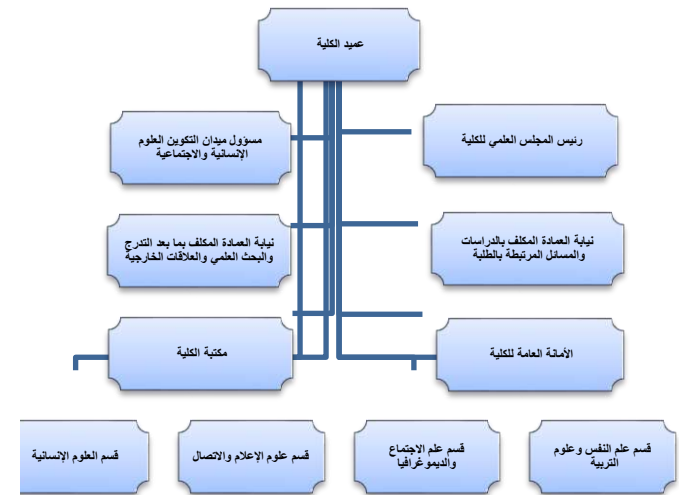 عميد الكلية
رئيس المجلس العلمي للكلية
مسؤول ميدان التكوين العلوم
الإنسانية والاجتماعية
نيابة العمادة المكلف بالدراسات
والمسائل المرتبطة بالطلبة
نيابة العمادة المكلف بما بعد التدرج
والبحث العلمي والعلاقات الخارجية
الأمانة العامة للكلية
مكتبة الكلية
قسم علم النفس وعلوم
التربية
قسم علم الاجتماع
والديموغرافيا
قسم علوم الإعلام والاتصال
قسم العلوم الإنسانية